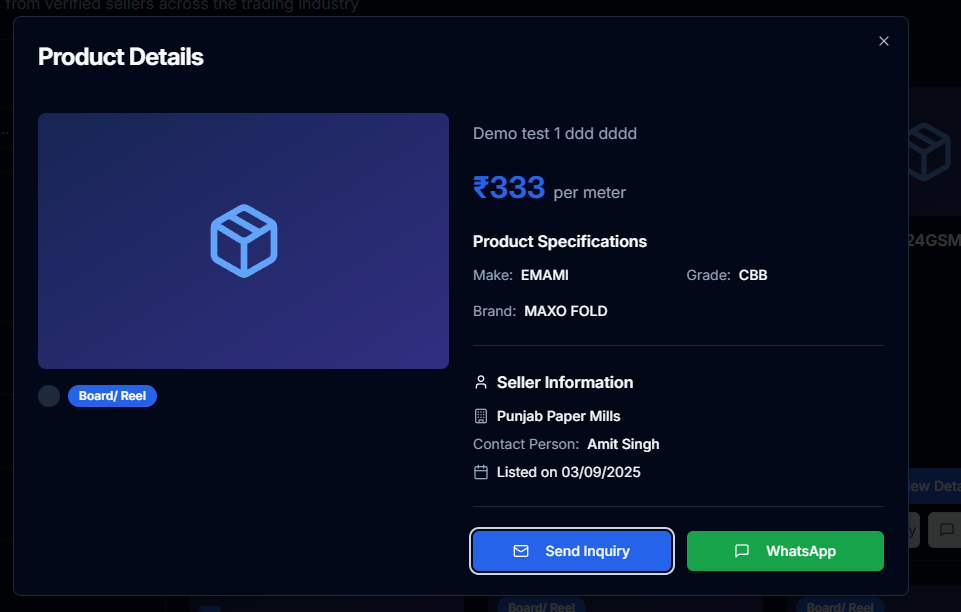 from verified sellers across the trading industry
Product Details
Demo test 1 ddd dddd
₹333 per meter
24GSM
Product Specifications
Make: EMAMI Grade: CBB
Brand: MAXO FOLD
Seller Information
Board/ Reel
Punjab Paper Mills
Contact Person: Amit Singh
Listed on 03/09/2025
Send Inquiry
WhatsApp
Board/ Reel
Board/ Reel